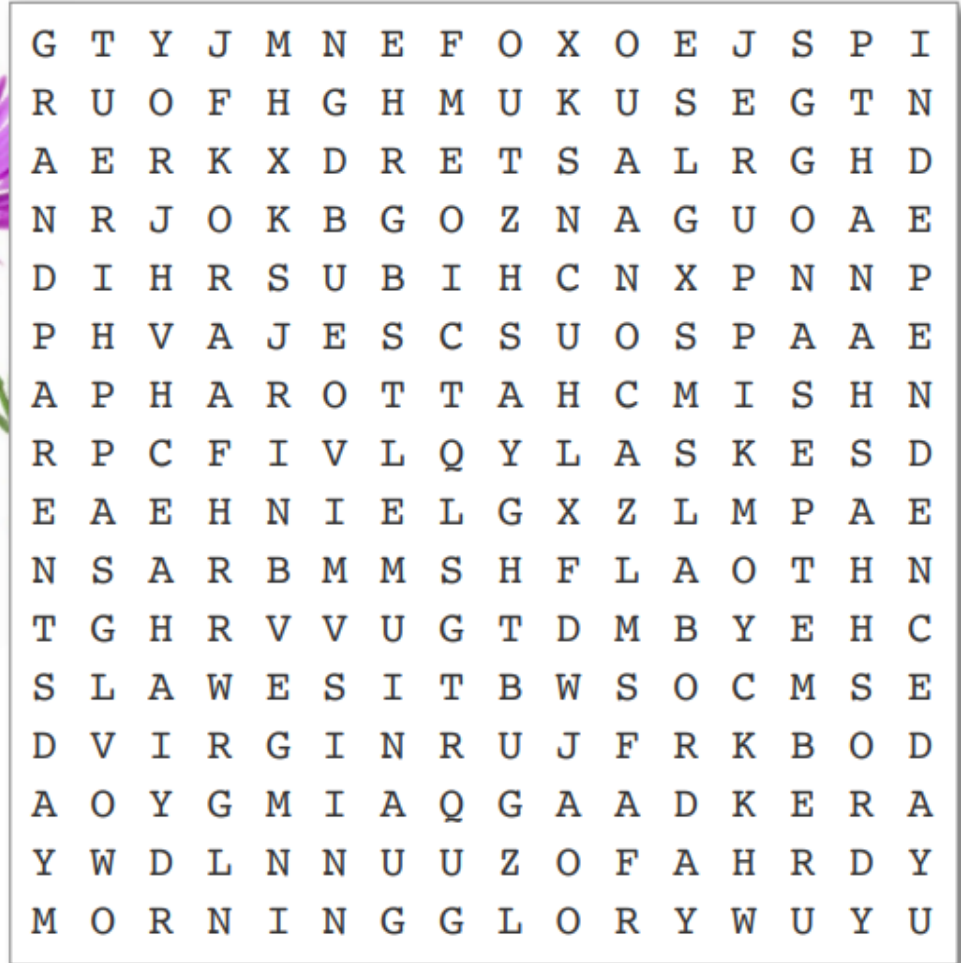 G T Y J M N E F O X O E J S P I
R U O F H G H M U K U S E G T N
A E R K X D R E T S A L R G H D
N R J O K B G O Z N A G U O A E
D I H R S U B I H C N X P N N P
P H V A J E S C S U O S P A A E
A P H A R O T T A H C M I S H N
R P C F I V L Q Y L A S K E S D
E A E H N I E L G X Z L M P A E
N S A R B M M S H F L A O T H N
T G H R V V U G T D M B Y E H C
S L A W E S I T B W S O C M S E
D V I R G I N R U J F R K B O D
A O Y G M I A Q G A A D K E R A
Y W D L N N U U Z O F A H R D Y
M O R N I N G G L O R Y W U Y U